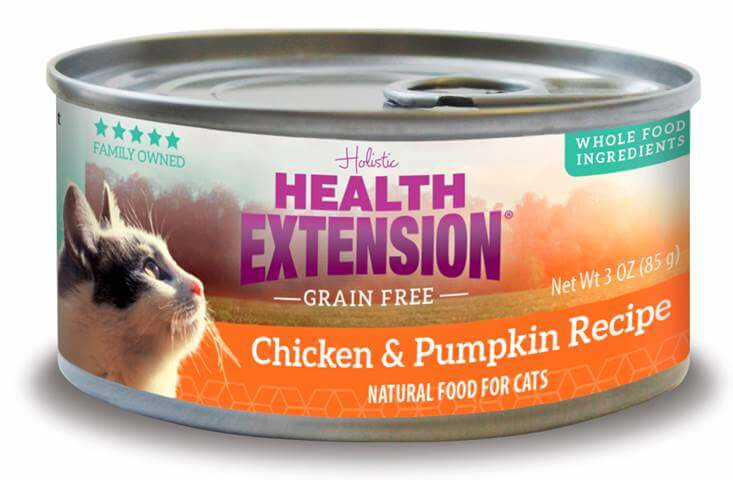 FAMILY OWNED
Holistic
HEALTH
EXTENSION®
GRAIN FREE
WHOLE FOOD
INGREDIENTS
Net Wt 3 OZ (85 g)
Chicken & Pumpkin Recipe
NATURAL FOOD FOR CATS